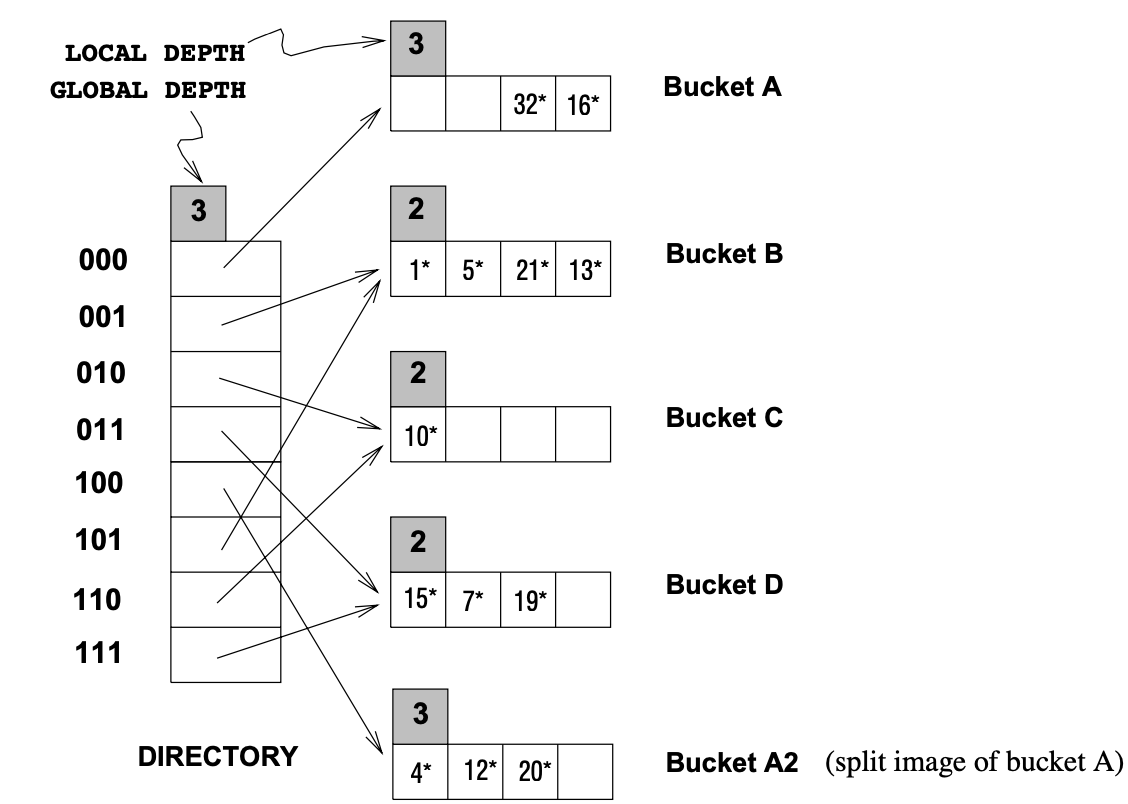 LOCAL DEPTH
GLOBAL DEPTH
3
32* 16*
Bucket A
3
000
001
010
011
100
101
110
111
DIRECTORY
2
1* 5* 21* 13*
Bucket B
2
10*
Bucket C
2
15* 7* 19*
Bucket D
3
4* 12* 20*
Bucket A2 (split image of bucket A)